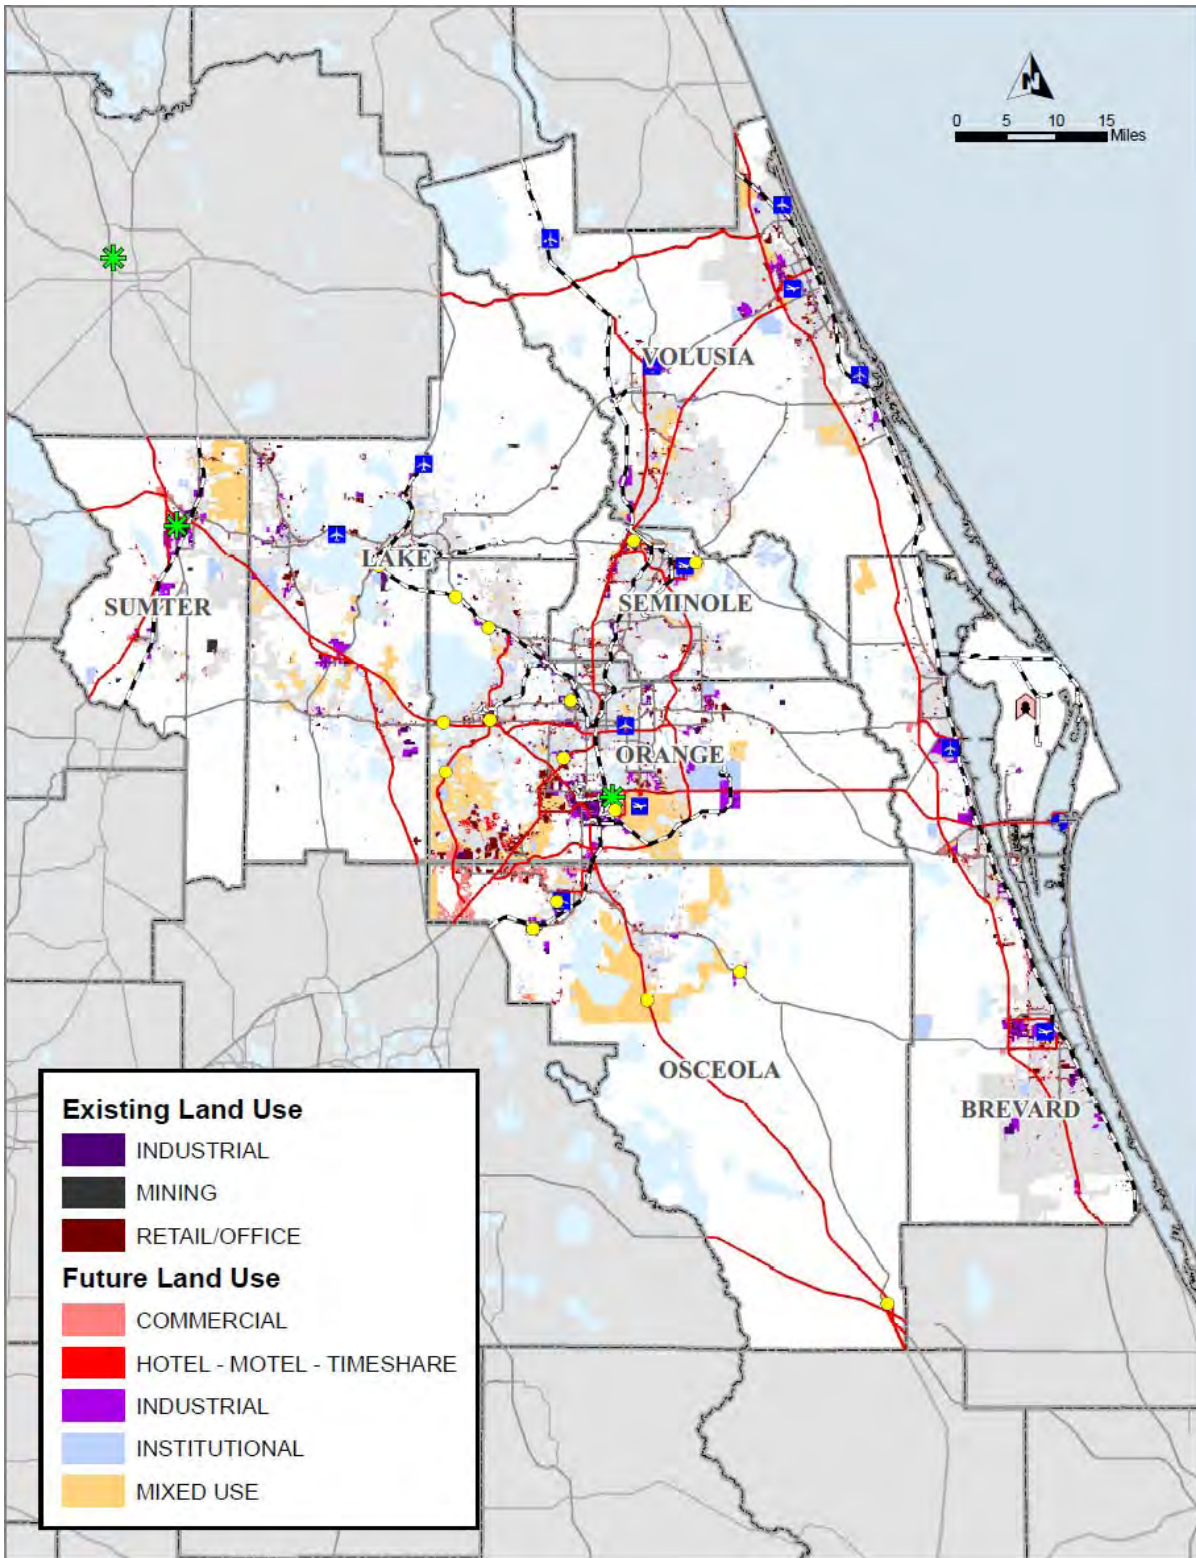 N
0 5 10 15
Miles
VOLUSIA
LAKE
SUMTER
SEMINOLE
ORANGE
OSCEOLA
BREVARD
Existing Land Use
INDUSTRIAL
MINING
RETAIL/OFFICE
Future Land Use
COMMERCIAL
HOTEL - MOTEL - TIMESHARE
INDUSTRIAL
INSTITUTIONAL
MIXED USE